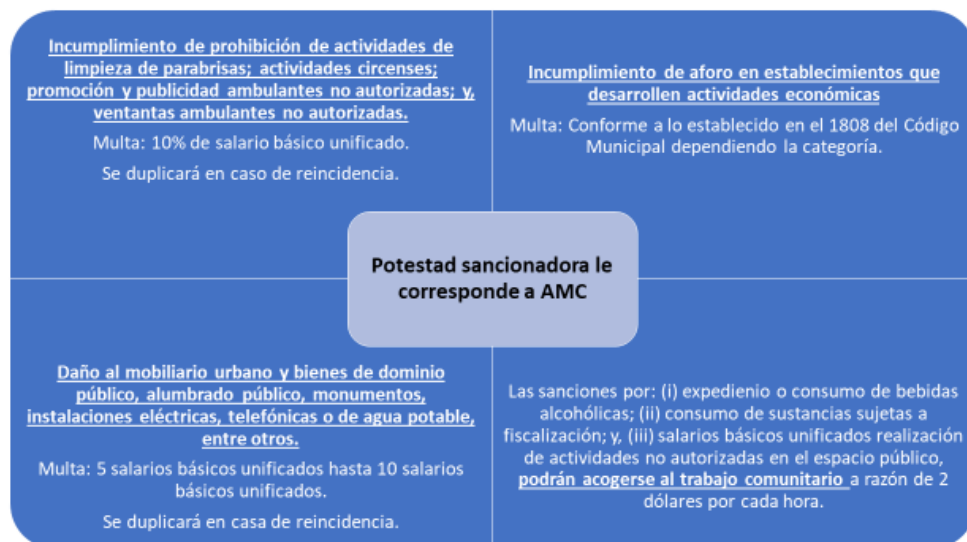 Incumplimiento de prohibición de actividades de
limpieza de parabrisas; actividades circenses;
promoción y publicidad ambulantes no autorizadas; y,
ventantas ambulantes no autorizadas.
Multa: 10% de salario básico unificado.
Se duplicará en caso de reincidencia.
Incumplimiento de aforo en establecimientos que
desarrollen actividades económicas
Multa: Conforme a lo establecido en el 1808 del Código
Municipal dependiendo la categoría.
Potestad sancionadora le
corresponde a AMC
Daño al mobiliario urbano y bienes de dominio
público, alumbrado público, monumentos,
instalaciones eléctricas, telefónicas o de agua potable,
entre otros.
Multa: 5 salarios básicos unificados hasta 10 salarios
básicos unificados.
Se duplicará en casa de reincidencia.
Las sanciones por: (i) expedienio o consumo de bebidas
alcohólicas; (ii) consumo de sustancias sujetas a
fiscalización; y, (iii) salarios básicos unificados realización
de actividades no autorizadas en el espacio público,
podrán acogerse al trabajo comunitario a razón de 2
dólares por cada hora.